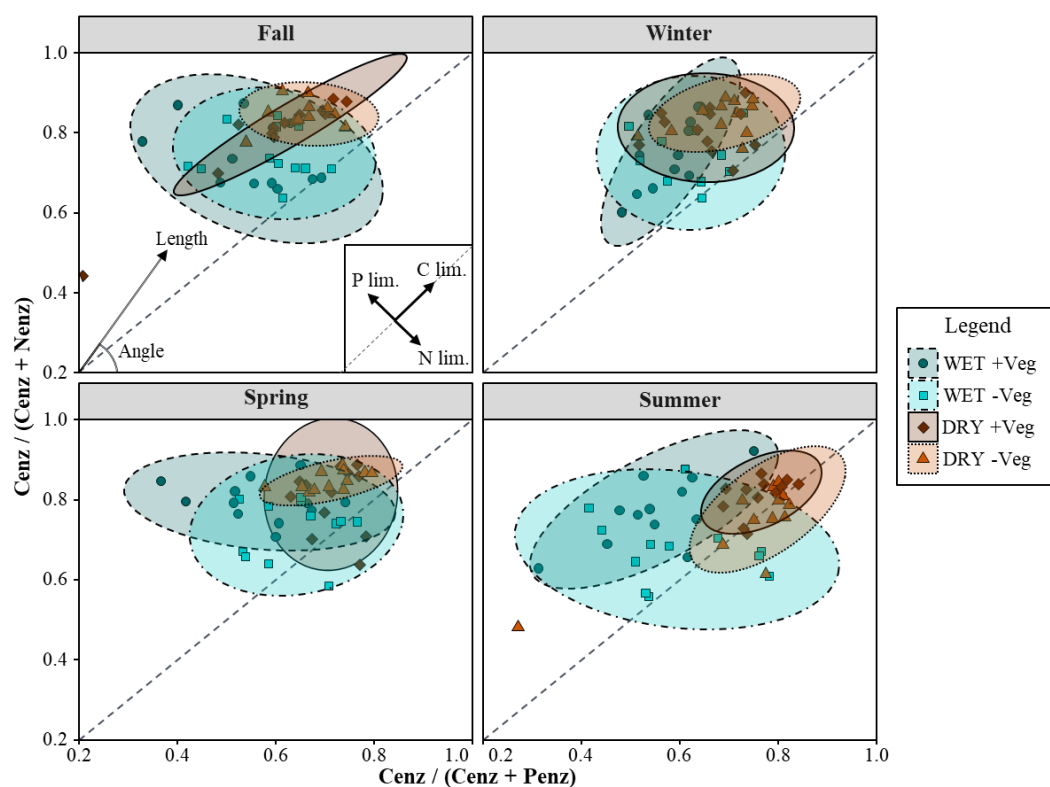 Fall
Winter
1.0
0.8
0.6
0.4
0.2
Length
Angle
C lim.
P lim.
N lim.
Legend
WET +Veg
WET -Veg
DRY +Veg
DRY -Veg
Spring
Summer
1.0
0.8
0.6
0.4
0.2
0.2
0.4
0.6
0.8
1.0
0.2
0.4
0.6
0.8
1.0
Cenz / (Cenz + Nenz)
Cenz / (Cenz + Penz)